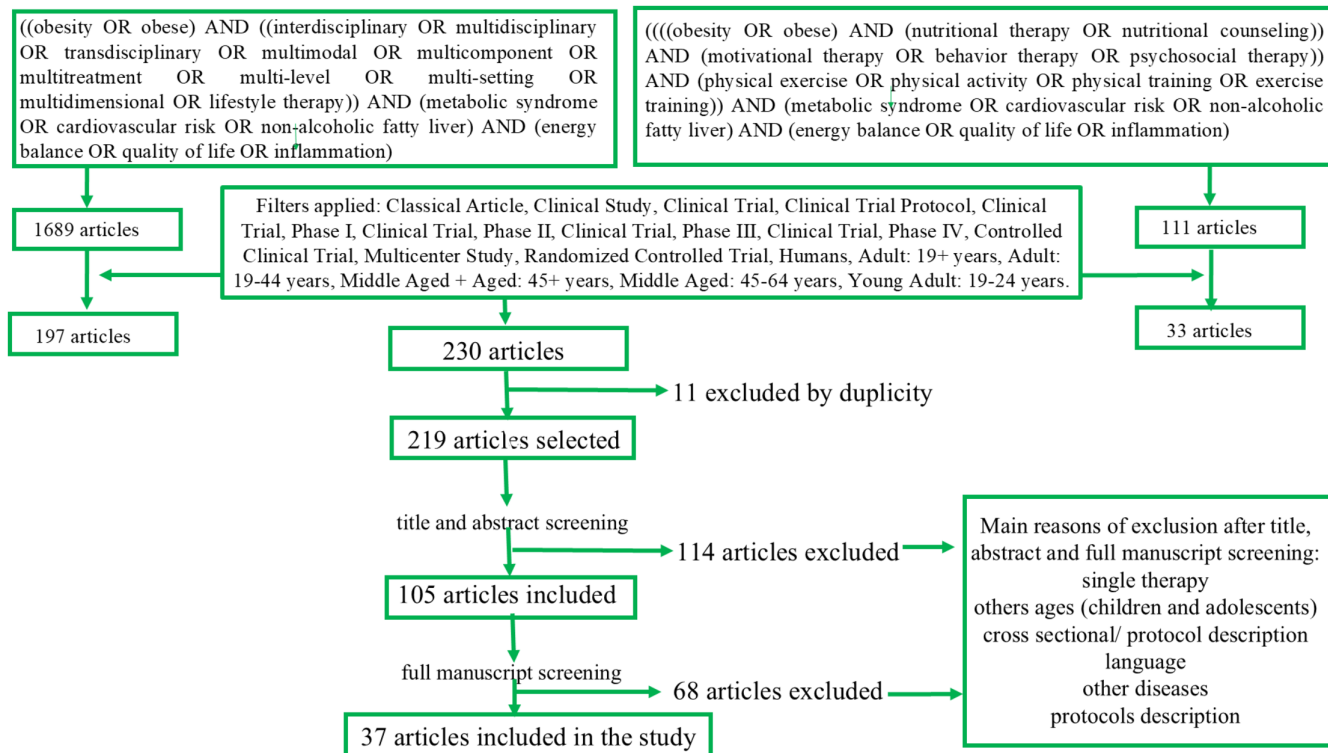 ((obesity OR obese) AND ((interdisciplinary OR multidisciplinary
OR transdisciplinary OR multimodal OR multicomponent OR
multitreatment OR multi-level OR multi-setting OR
multidimensional OR lifestyle therapy)) AND (metabolic syndrome
OR cardiovascular risk OR non-alcoholic fatty liver) AND (energy
balance OR quality of life OR inflammation)
((((obesity OR obese) AND (nutritional therapy OR nutritional counseling))
AND (motivational therapy OR behavior therapy OR psychosocial therapy))
AND (physical exercise OR physical activity OR physical training OR exercise
training)) AND (metabolic syndrome OR cardiovascular risk OR non-alcoholic
fatty liver) AND (energy balance OR quality of life OR inflammation)
1689 articles
Filters applied: Classical Article, Clinical Study, Clinical Trial, Clinical Trial Protocol, Clinical
Trial, Phase I, Clinical Trial, Phase II, Clinical Trial, Phase III, Clinical Trial, Phase IV, Controlled
Clinical Trial, Multicenter Study, Randomized Controlled Trial, Humans, Adult: 19+ years, Adult:
19-44 years, Middle Aged + Aged: 45+ years, Middle Aged: 45-64 years, Young Adult: 19-24 years.
111 articles
197 articles
33 articles
230 articles
11 excluded by duplicity
219 articles selected
title and abstract screening
114 articles excluded
105 articles included
full manuscript screening
68 articles excluded
37 articles included in the study
Main reasons of exclusion after title,
abstract and full manuscript screening:
single therapy
others ages (children and adolescents)
cross sectional/ protocol description
language
other diseases
protocols description